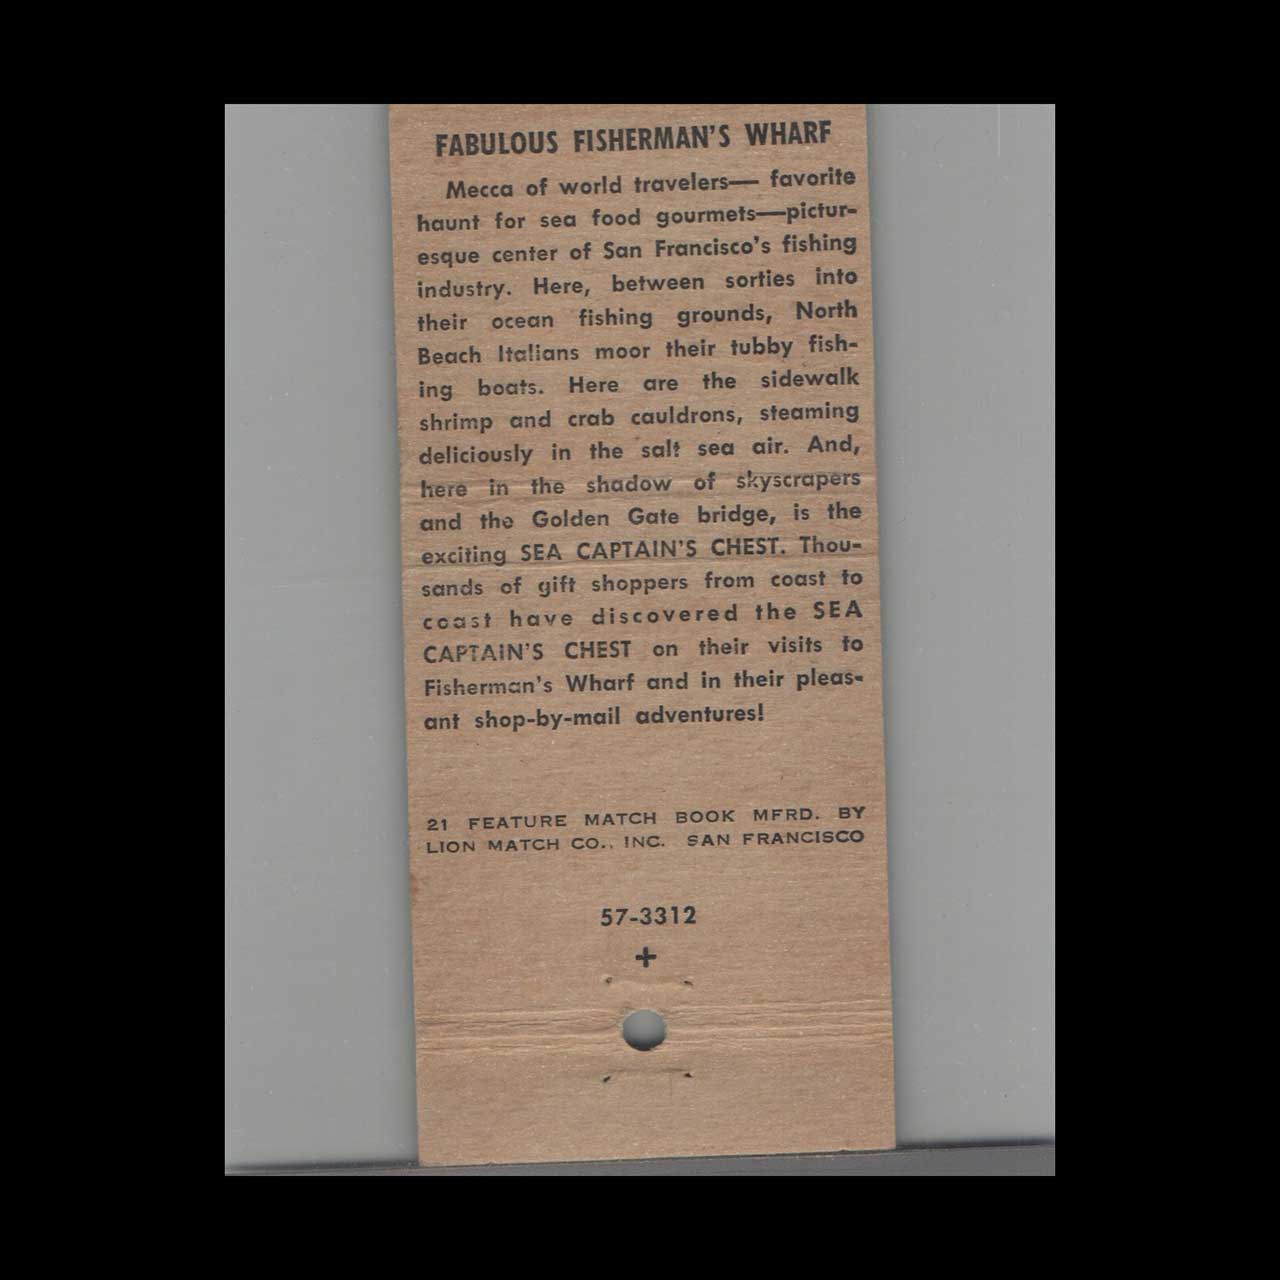 FABULOUS FISHERMAN'S WHARF
Mecca of world travelers— favorite
haunt for sea food gourmets—pictur-
esque center of San Francisco's fishing
industry. Here, between sorties into
their ocean fishing grounds, North
Beach Italians moor their tubby fish-
ing boats. Here are the sidewalk
shrimp and crab cauldrons, steaming
deliciously in the salt sea air. And,
here in the shadow of skyscrapers
and the Golden Gate bridge, is the
exciting SEA CAPTAIN'S CHEST. Thou-
sands of gift shoppers from coast to
coast have discovered the SEA
CAPTAIN'S CHEST on their visits to
Fisherman's Wharf and in their pleas-
ant shop-by-mail adventures!
21 FEATURE MATCH BOOK MFRD. BY
LION MATCH CO., INC. SAN FRANCISCO
57-3312
+